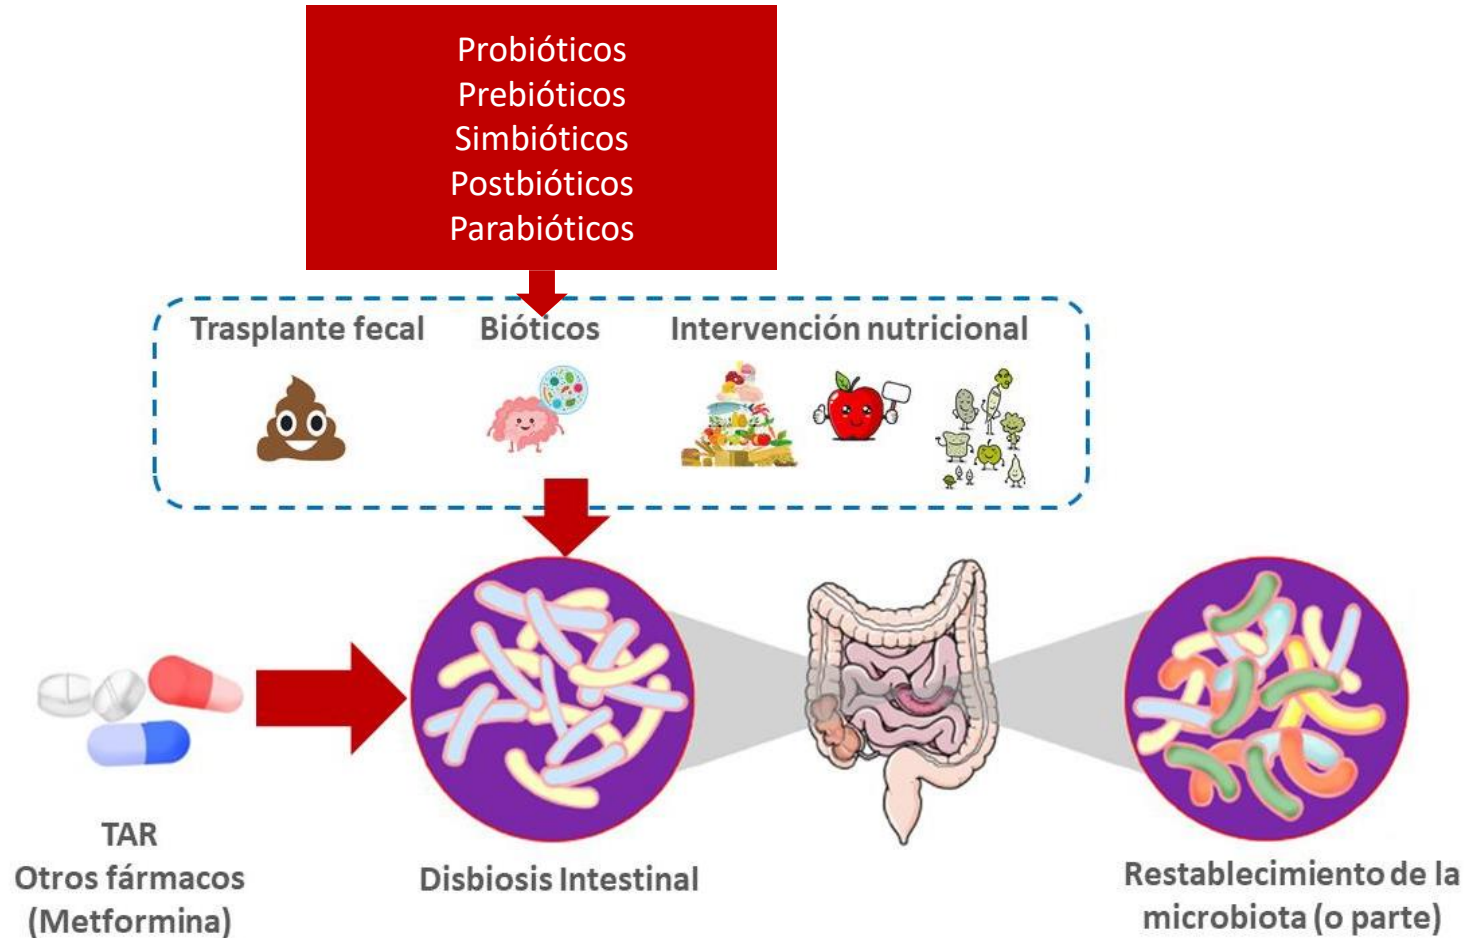 Probióticos
Prebióticos
Simbióticos
Postbióticos
Parabióticos
Trasplante fecal
Bióticos
Intervención nutricional
TAR
Otros fármacos
(Metformina)
Disbiosis Intestinal
Restablecimiento de la
microbiota (o parte)